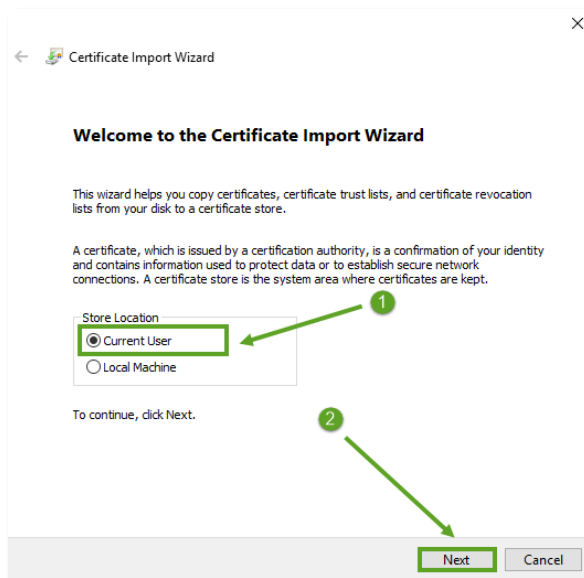 Certificate Import Wizard
Welcome to the Certificate Import Wizard
This wizard helps you copy certificates, certificate trust lists, and certificate revocation
lists from your disk to a certificate store.
A certificate, which is issued by a certification authority, is a confirmation of your identity
and contains information used to protect data or to establish secure network
connections. A certificate store is the system area where certificates are kept.
Store Location
1
Current User
Local Machine
To continue, click Next.
2
Next
Cancel